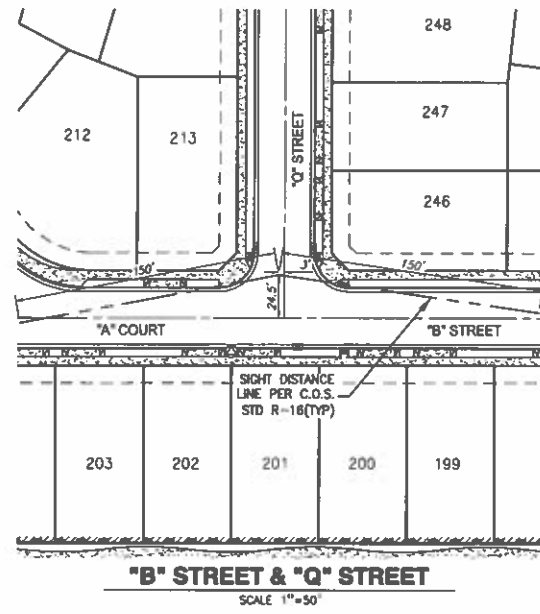 248
212
213
"Q" STREET
247
246
150'
3'
150'
24.5'
"A" COURT
"B" STREET
SIGHT DISTANCE
LINE PER C.O.S.
STD R-16(TYP)
203
202
201
200
199
"B" STREET & "Q" STREET
SCALE 1"=50'